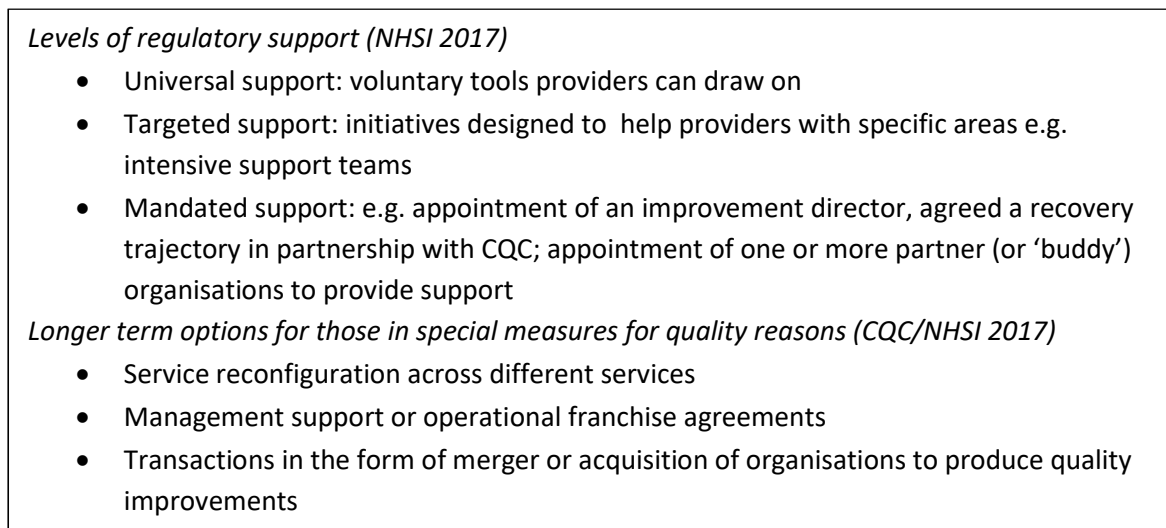 Levels of regulatory support (NHSI 2017)
• Universal support: voluntary tools providers can draw on
• Targeted support: initiatives designed to  help providers with specific areas e.g.
intensive support teams
• Mandated support: e.g. appointment of an improvement director, agreed a recovery
trajectory in partnership with CQC; appointment of one or more partner (or ‘buddy’)
organisations to provide support
Longer term options for those in special measures for quality reasons (CQC/NHSI 2017)
• Service reconfiguration across different services
• Management support or operational franchise agreements
• Transactions in the form of merger or acquisition of organisations to produce quality
improvements